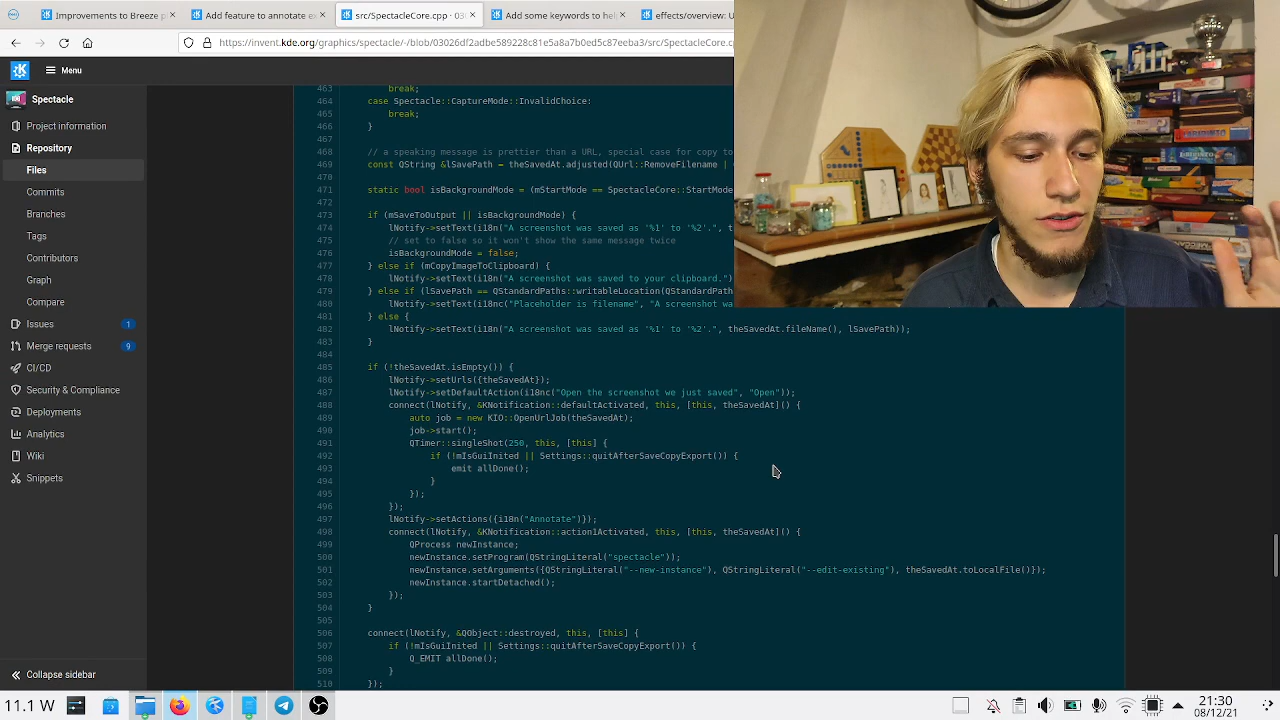 updates to Breeze p
Add feature to annotate ex
src/SpectacleCore.cpp · 030
Add some keywords to hel
effects/overview: U
https://invent.kde.org/graphics/spectacle/-/blob/03026df2adbe589228c81e5a8a7b0ed5c87eeba3/src/SpectacleCore.cp
Menu
Spectacle
Project information
Repository
Commits
Branches
Tags
Contributors
Graph
Compare
Issues 1
Merge requests 9
CI/CD
Security & Compliance
Deployments
Analytics
Wiki
Snippets
Collapse sidebar
463 break;
464 case Spectacle::CaptureMode::InvalidChoice:
465 break;
466 }
467
468 // a speaking message is prettier than a URL, special case for copy to
469 const QString &lSavePath = theSavedAt.adjusted(QUrl::RemoveFilename |
470
471 static bool isBackgroundMode = (mStartMode == SpectacleCore::StartMode
472
473 if (mSaveToOutput || isBackgroundMode) {
474 lNotify->setText(i18n("A screenshot was saved as '%1' to '%2'.", t
475 // set to false so it won't show the same message twice
476 isBackgroundMode = false;
477 } else if (mCopyImageToClipboard) {
478 lNotify->setText(i18n("A screenshot was saved to your clipboard.")
479 } else if (lSavePath == QStandardPaths::writableLocation(QStandardPath
480 lNotify->setText(i18nc("Placeholder is filename", "A screenshot wa
481 } else {
482 lNotify->setText(i18n("A screenshot was saved as '%1' to '%2'.", theSavedAt.fileName(), lSavePath));
483 }
484
485 if (!theSavedAt.isEmpty()) {
486 lNotify->setUrls({theSavedAt});
487 lNotify->setDefaultAction(i18nc("Open the screenshot we just saved", "Open"));
488 connect(lNotify, &KNotification::defaultActivated, this, [this, theSavedAt]() {
489 auto job = new KIO::OpenUrlJob(theSavedAt);
490 job->start();
491 QTimer::singleShot(250, this, [this] {
492 if (!mIsGuiInited || Settings::quitAfterSaveCopyExport()) {
493 emit allDone();
494 }
495 });
496 });
497 lNotify->setActions({i18n("Annotate")});
498 connect(lNotify, &KNotification::action1Activated, this, [this, theSavedAt]() {
499 QProcess newInstance;
500 newInstance.setProgram(QStringLiteral("spectacle"));
501 newInstance.setArguments({QStringLiteral("--new-instance"), QStringLiteral("--edit-existing"), theSavedAt.toLocalFile()});
502 newInstance.startDetached();
503 });
504 }
505
506 connect(lNotify, &QObject::destroyed, this, [this] {
507 if (!mIsGuiInited || Settings::quitAfterSaveCopyExport()) {
508 Q_EMIT allDone();
509 }
510 });
LABIRINTO
11.1 W
21:30
08/12/21